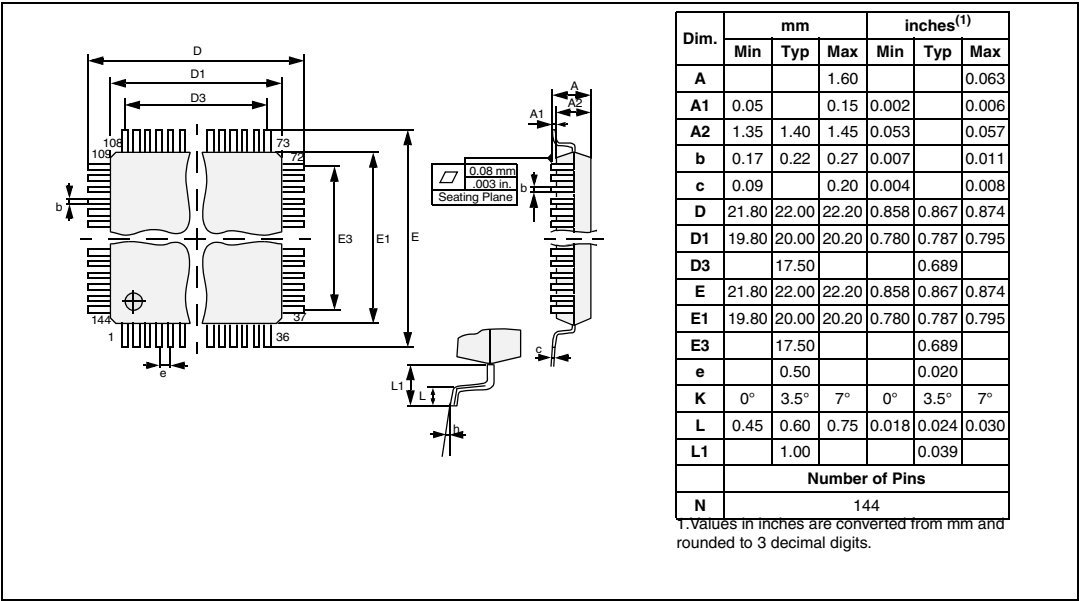 D
D1
D3
108
73
109
72
b
E3
E1
E
144
37
1
36
e
A
A2
A1
0.08 mm
.003 in.
Seating Plane
b
c
L1
L
h
Dim. mm inches(1)
Min Typ Max Min Typ Max
A 1.60 0.063
A1 0.05 0.15 0.002 0.006
A2 1.35 1.40 1.45 0.053 0.057
b 0.17 0.22 0.27 0.007 0.011
c 0.09 0.20 0.004 0.008
D 21.80 22.00 22.20 0.858 0.867 0.874
D1 19.80 20.00 20.20 0.780 0.787 0.795
D3 17.50 0.689
E 21.80 22.00 22.20 0.858 0.867 0.874
E1 19.80 20.00 20.20 0.780 0.787 0.795
E3 17.50 0.689
e 0.50 0.020
K 0° 3.5° 7° 0° 3.5° 7°
L 0.45 0.60 0.75 0.018 0.024 0.030
L1 1.00 0.039
Number of Pins
N 144
1.Values in inches are converted from mm and
rounded to 3 decimal digits.